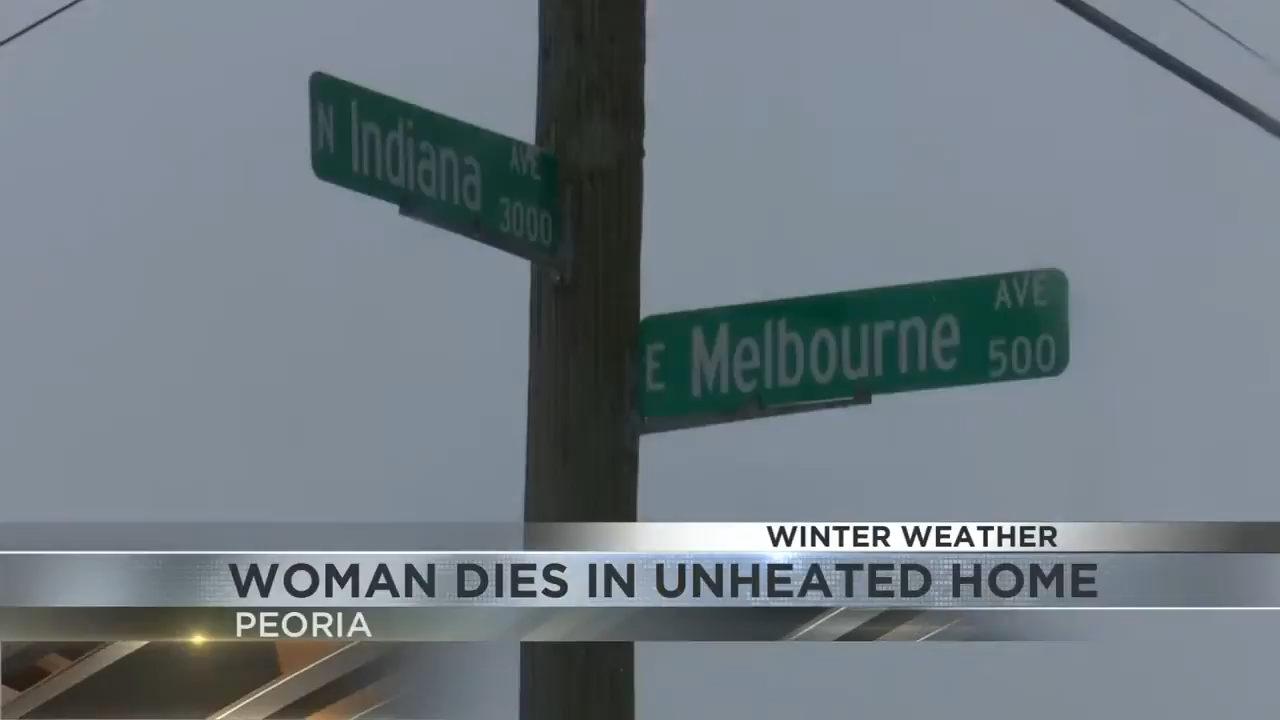 N Indiana AVE 3000
E Melbourne AVE 500
WINTER WEATHER
WOMAN DIES IN UNHEATED HOME
PEORIA